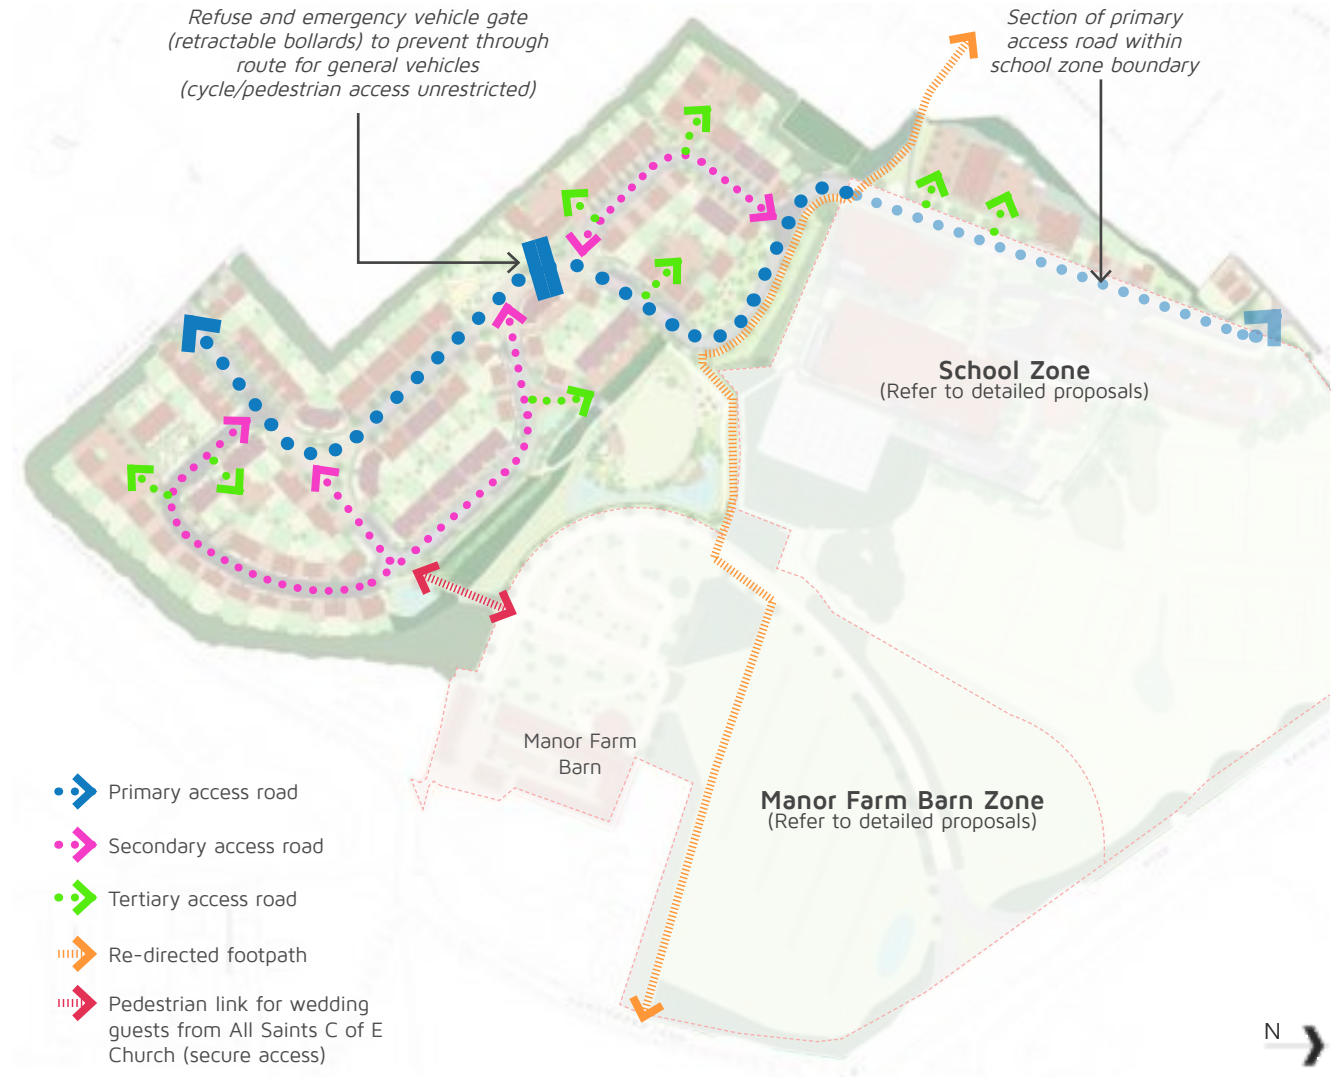 Refuse and emergency vehicle gate
(retractable bollards) to prevent through
route for general vehicles
(cycle/pedestrian access unrestricted)
Section of primary
access road within
school zone boundary
School Zone
(Refer to detailed proposals)
Manor Farm
Barn
Manor Farm Barn Zone
(Refer to detailed proposals)
Primary access road
Secondary access road
Tertiary access road
Re-directed footpath
Pedestrian link for wedding
guests from All Saints C of E
Church (secure access)
N